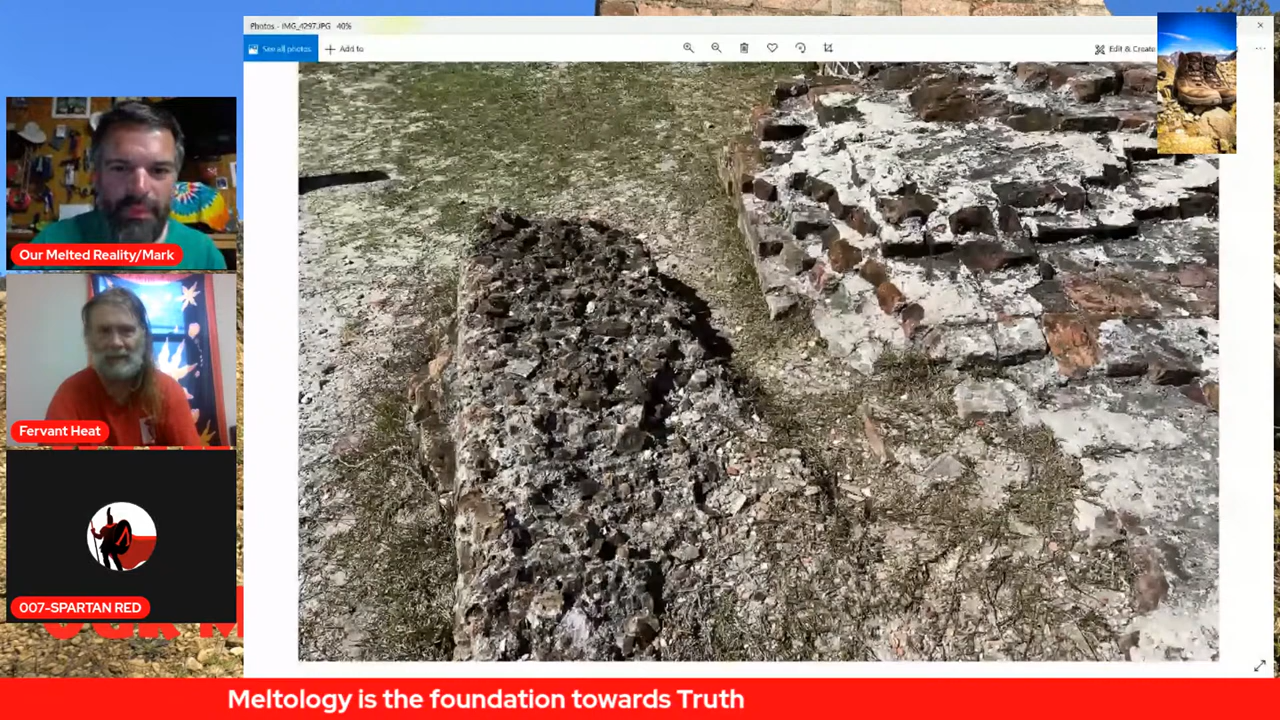 Photos - IMG_4297.JPG 40%
See all photos
Add to
Edit & Create
Our Melted Reality/Mark
Fervant Heat
007-SPARTAN RED
Meltology is the foundation towards Truth